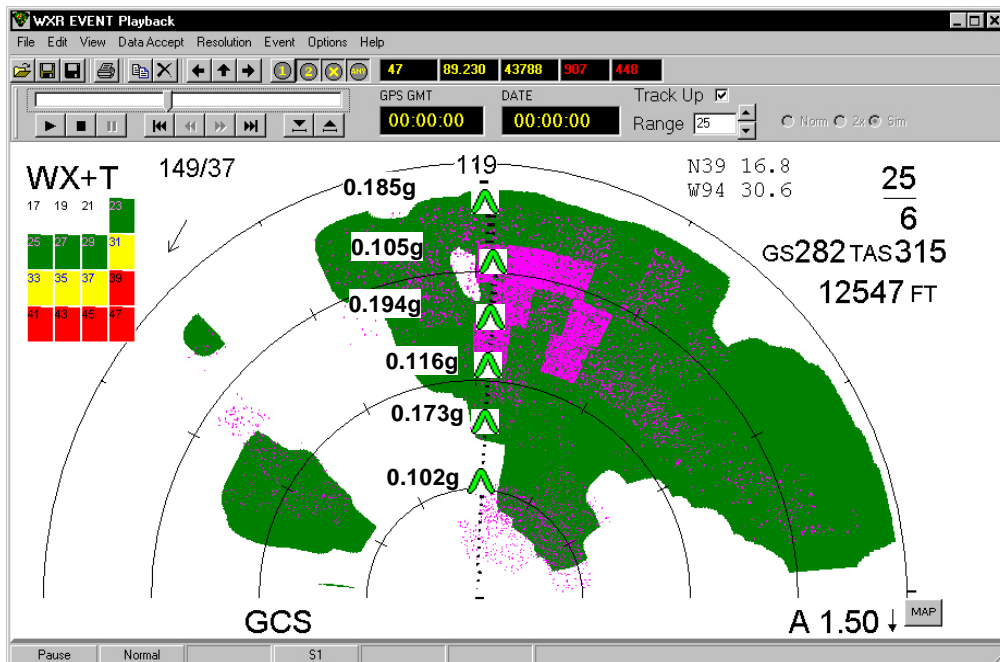 WXR EVENT Playback
File Edit View Data Accept Resolution Event Options Help
1 2 X ANY 47 89.230 43788 907 448
GPS GMT DATE Track Up
00:00:00 00:00:00 Range 25 Norm 2x Sim
WX+T 149/37 119 N39 16.8 25
W94 30.6 6
17 19 21 23
25 27 29 31
33 35 37 39
41 43 45 47
GS282 TAS315
12547 FT
0.185g
0.105g
0.194g
0.116g
0.173g
0.102g
GCS A 1.50 MAP
Pause Normal S1